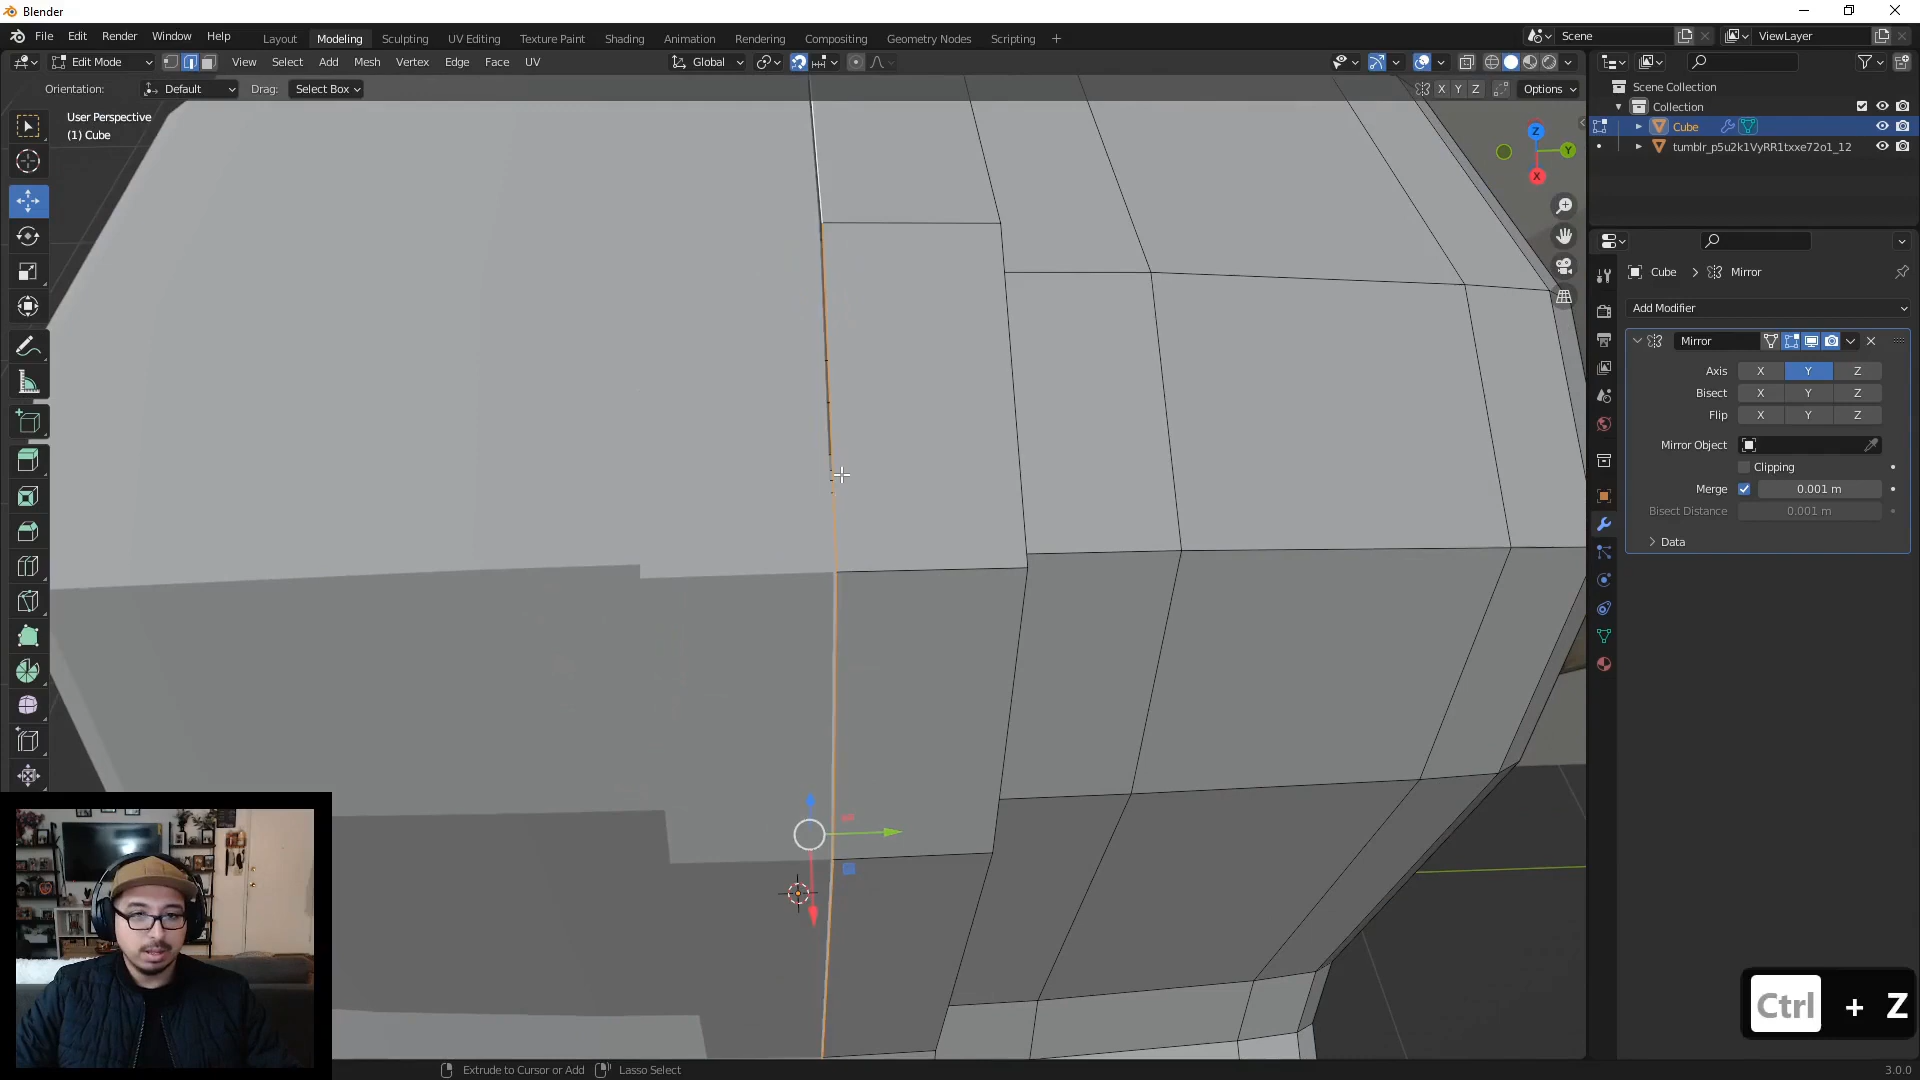 Blender
File Edit Render Window Help
Layout Modeling Sculpting UV Editing Texture Paint Shading Animation Rendering Compositing Geometry Nodes Scripting +
Scene
ViewLayer
Edit Mode
View Select Add Mesh Vertex Edge Face UV
Global
Orientation: Default Drag: Select Box
X Y Z
Options
User Perspective
(1) Cube
Z
Y
X
Scene Collection
Collection
Cube
tumblr_p5u2k1VyRR1txxe72o1_12
Cube > Mirror
Add Modifier
Mirror
Axis X Y Z
Bisect X Y Z
Flip X Y Z
Mirror Object
Clipping
Merge 0.001 m
Bisect Distance 0.001 m
Data
Ctrl + Z
Extrude to Cursor or Add
Lasso Select
3.0.0